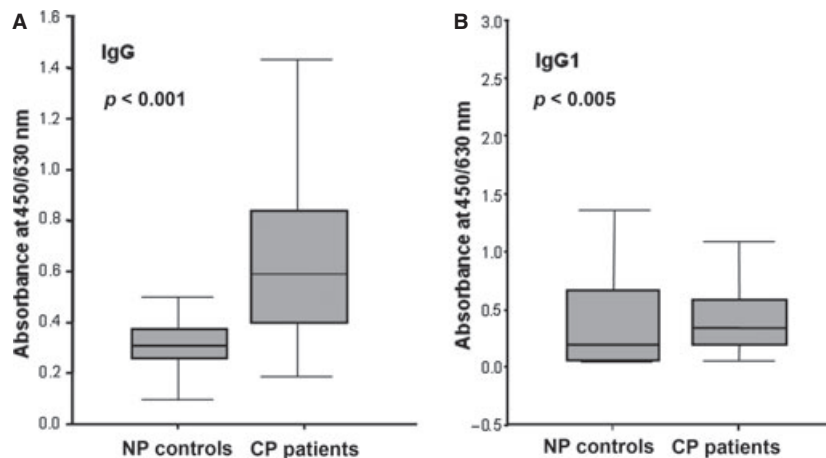 A
IgG
p < 0.001
Absorbance at 450/630 nm
1.6
1.4
1.2
1.0
0.8
0.6
0.4
0.2
0.0
NP controls CP patients
B
IgG1
p < 0.005
Absorbance at 450/630 nm
3.0
2.5
2.0
1.5
1.0
0.5
0.0
−0.5
NP controls CP patients